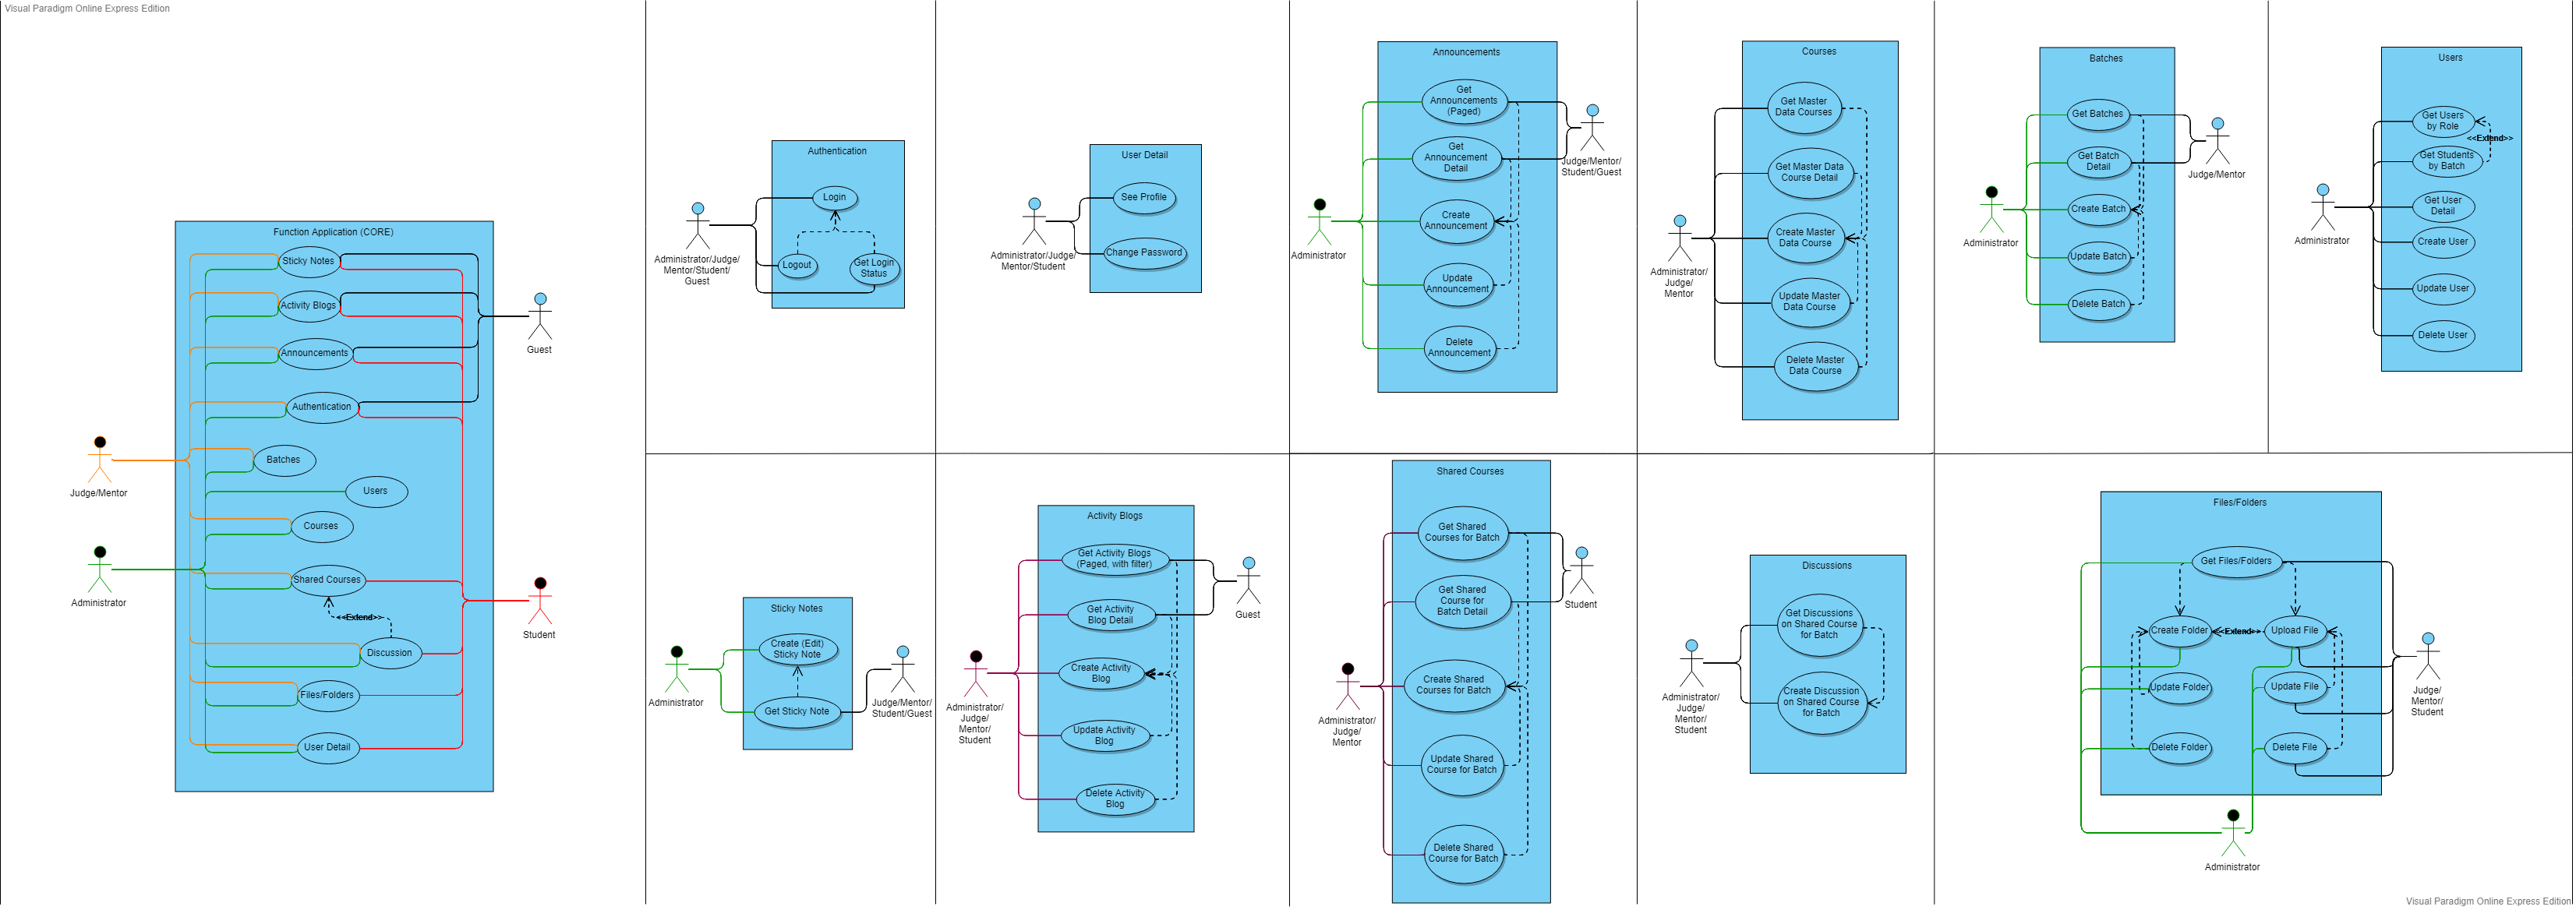 Visual Paradigm Online Express Edition
Function Application (CORE)
Sticky Notes
Activity Blogs
Announcements
Authentication
Batches
Users
Courses
Shared Courses
<<Extend>>
Discussion
Files/Folders
User Detail
Judge/Mentor
Administrator
Guest
Student
Authentication
Login
Logout
Get Login
Status
Administrator/Judge/
Mentor/Student/
Guest
User Detail
See Profile
Change Password
Administrator/Judge/
Mentor/Student
Announcements
Get
Announcements
(Paged)
Get
Announcement
Detail
Create
Announcement
Update
Announcement
Delete
Announcement
Administrator
Judge/Mentor/
Student/Guest
Courses
Get Master
Data Courses
Get Master Data
Course Detail
Create Master
Data Course
Update Master
Data Course
Delete Master
Data Course
Administrator/
Judge/
Mentor
Batches
Get Batches
Get Batch
Detail
Create Batch
Update Batch
Delete Batch
Administrator
Judge/Mentor
Users
Get Users
by Role
<<Extend>>
Get Students
by Batch
Get User
Detail
Create User
Update User
Delete User
Administrator
Sticky Notes
Create (Edit)
Sticky Note
Get Sticky Note
Administrator
Judge/Mentor/
Student/Guest
Activity Blogs
Get Activity Blogs
(Paged, with filter)
Get Activity
Blog Detail
Create Activity
Blog
Update Activity
Blog
Delete Activity
Blog
Administrator/
Judge/
Mentor/
Student
Guest
Shared Courses
Get Shared
Courses for Batch
Get Shared
Course for
Batch Detail
Create Shared
Courses for Batch
Update Shared
Course for Batch
Delete Shared
Course for Batch
Administrator/
Judge/
Mentor
Student
Discussions
Get Discussions
on Shared Course
for Batch
Create Discussion
on Shared Course
for Batch
Administrator/
Judge/
Mentor/
Student
Files/Folders
Get Files/Folders
Create Folder
<<Extend>>
Upload File
Update Folder
Update File
Delete Folder
Delete File
Judge/
Mentor/
Student
Administrator
Visual Paradigm Online Express Edition